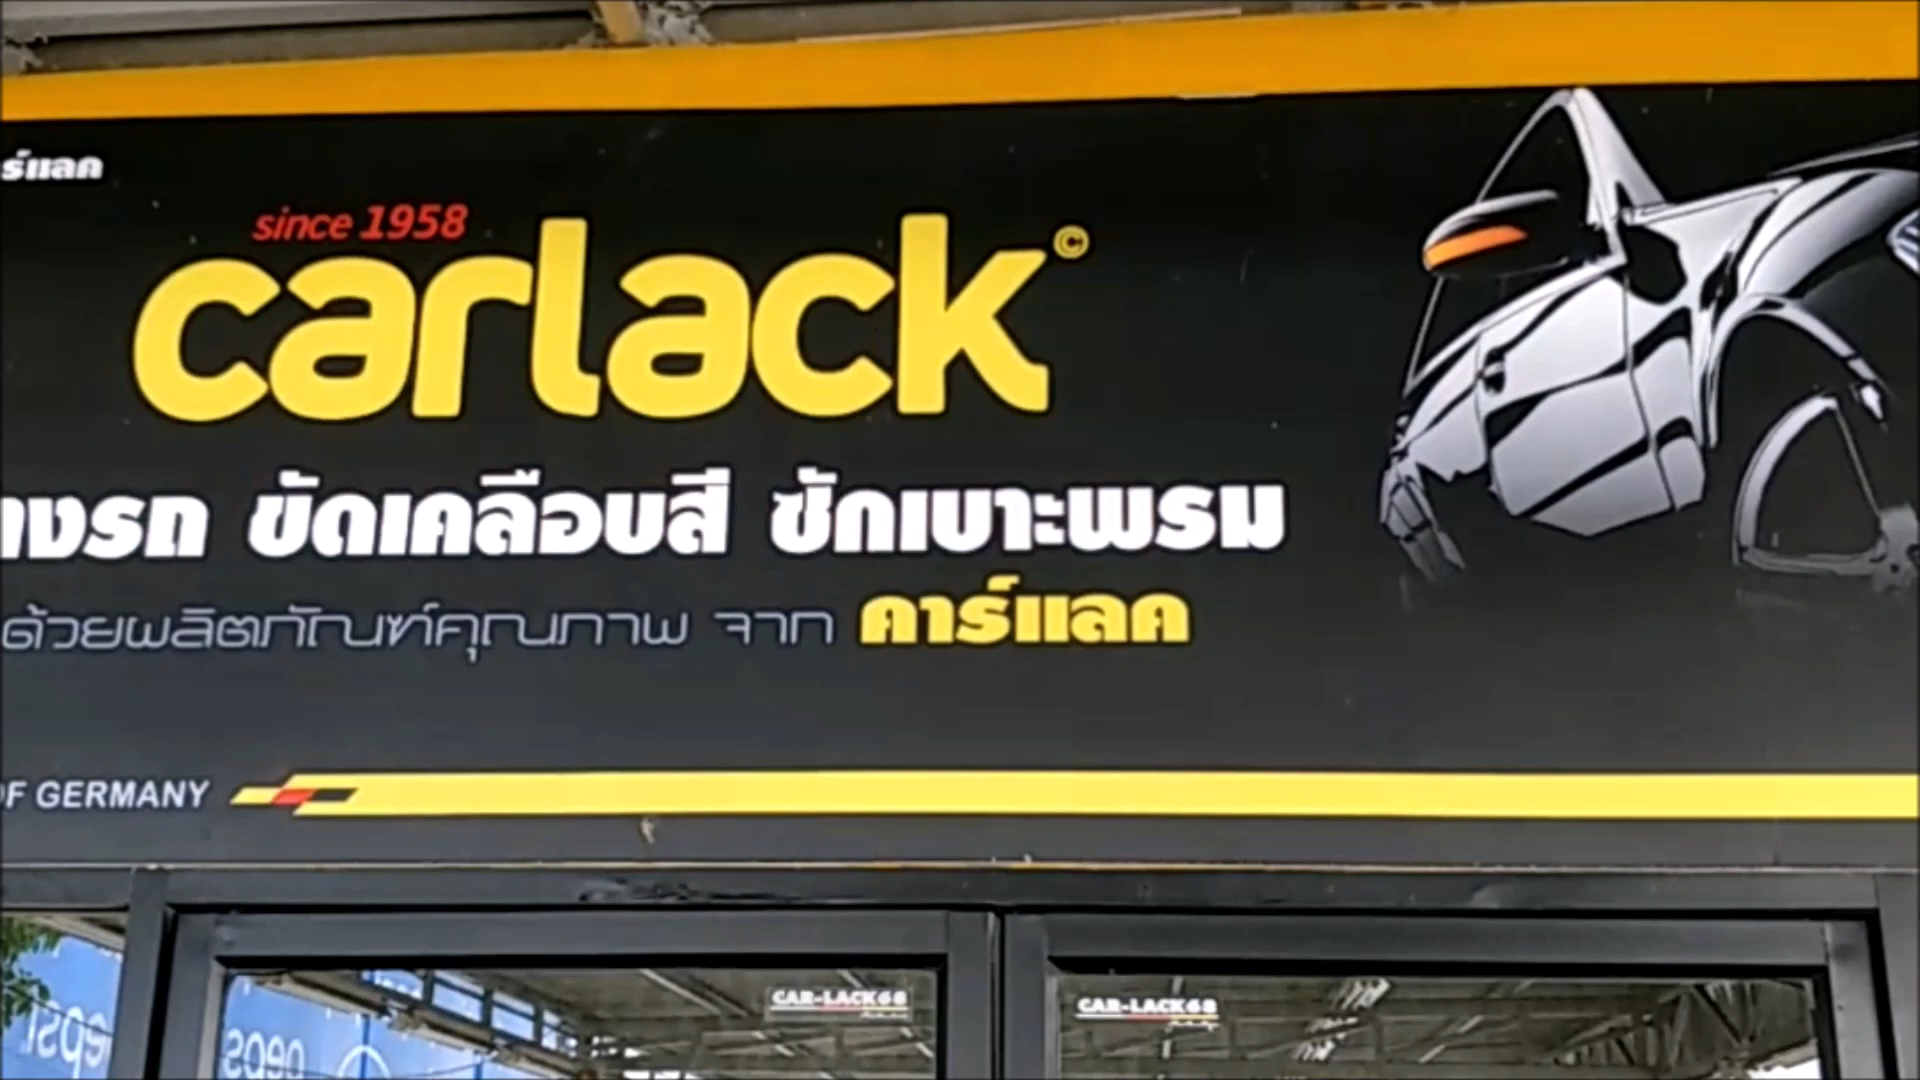 ร์แลค
since 1958
carlack©
างรถ ขัดเคลือบสี ซักเบาะพรม
ด้วยผลิตภัณฑ์คุณภาพ จาก คาร์แลค
OF GERMANY
CAR-LACK68
CAR-LACK68